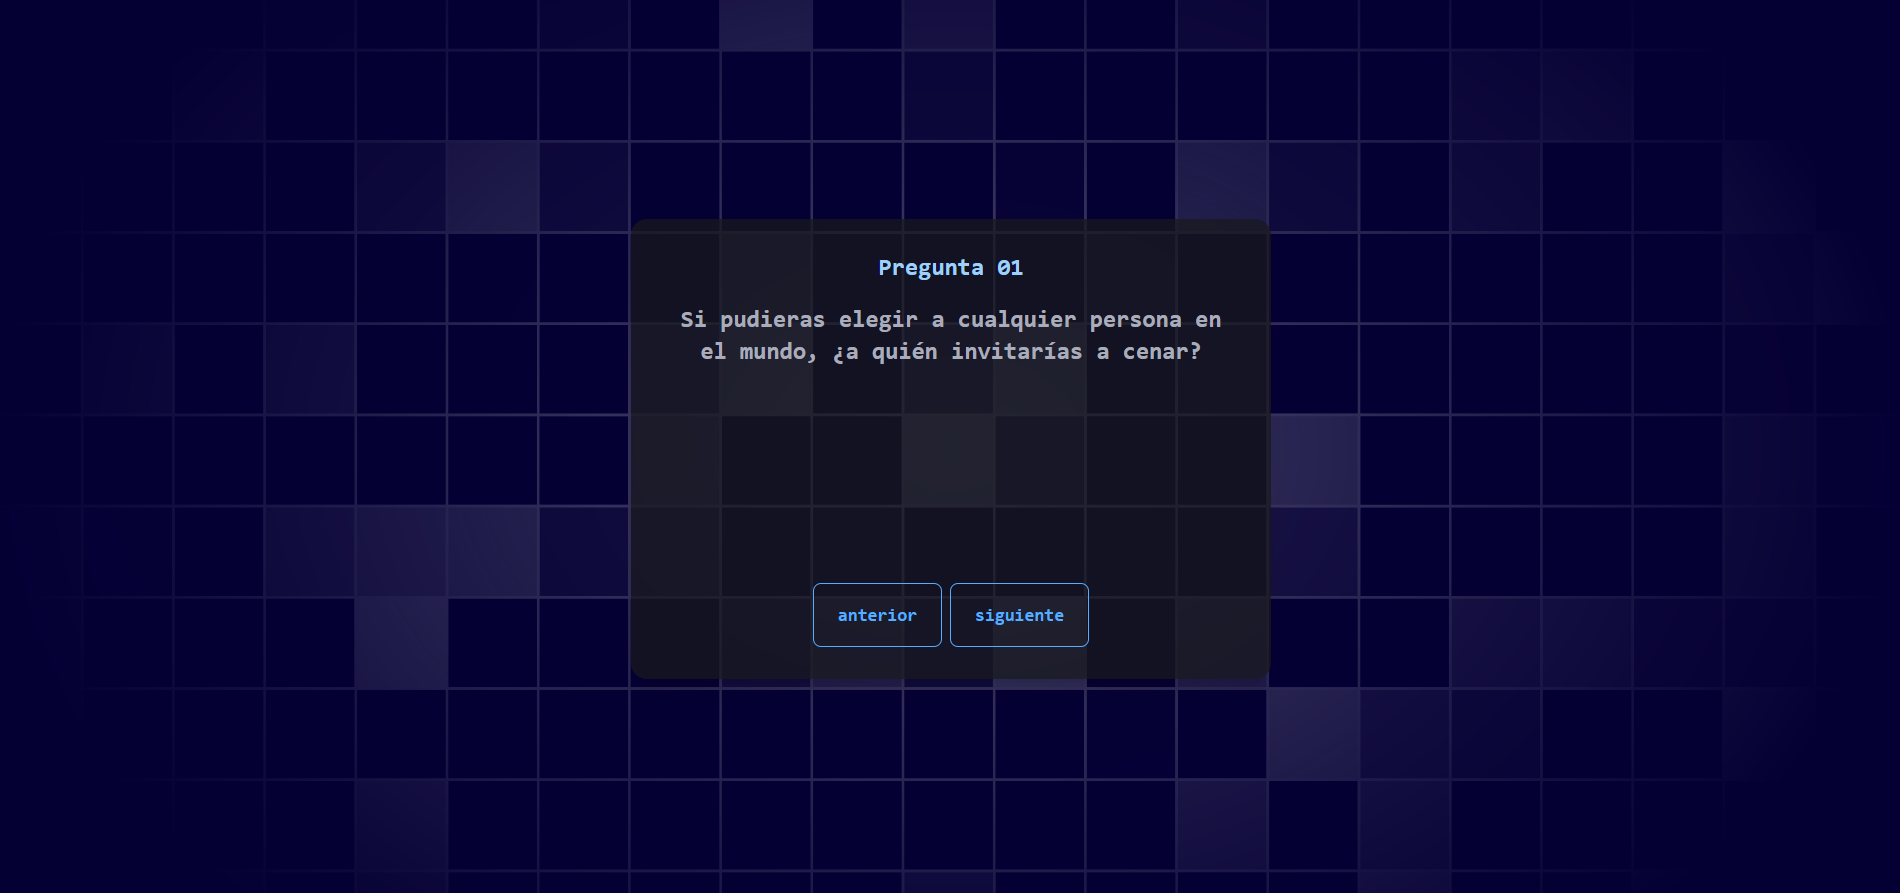 Pregunta 01
Si pudieras elegir a cualquier persona en
el mundo, ¿a quién invitarías a cenar?
anterior
siguiente